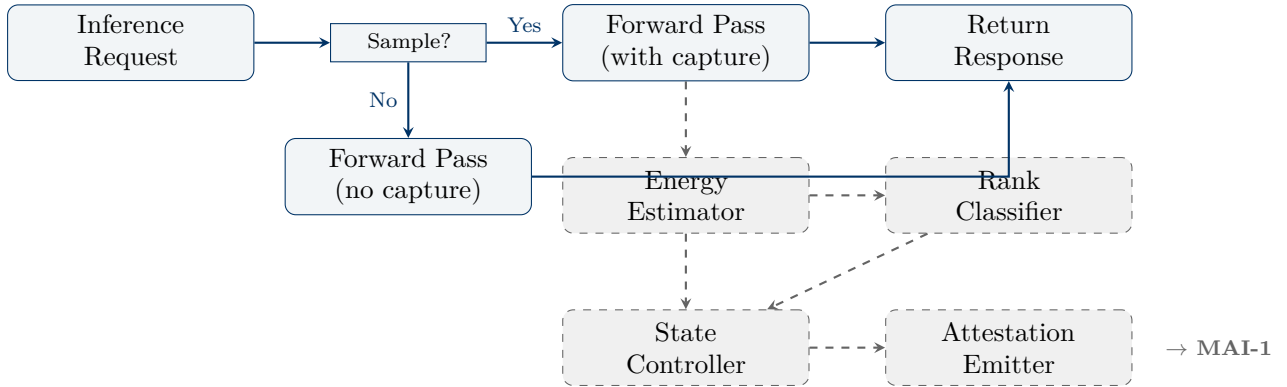 Inference
Request
Sample?
Yes
Forward Pass
(with capture)
Return
Response
No
Forward Pass
(no capture)
Energy
Estimator
Rank
Classifier
State
Controller
Attestation
Emitter
→ MAI-1